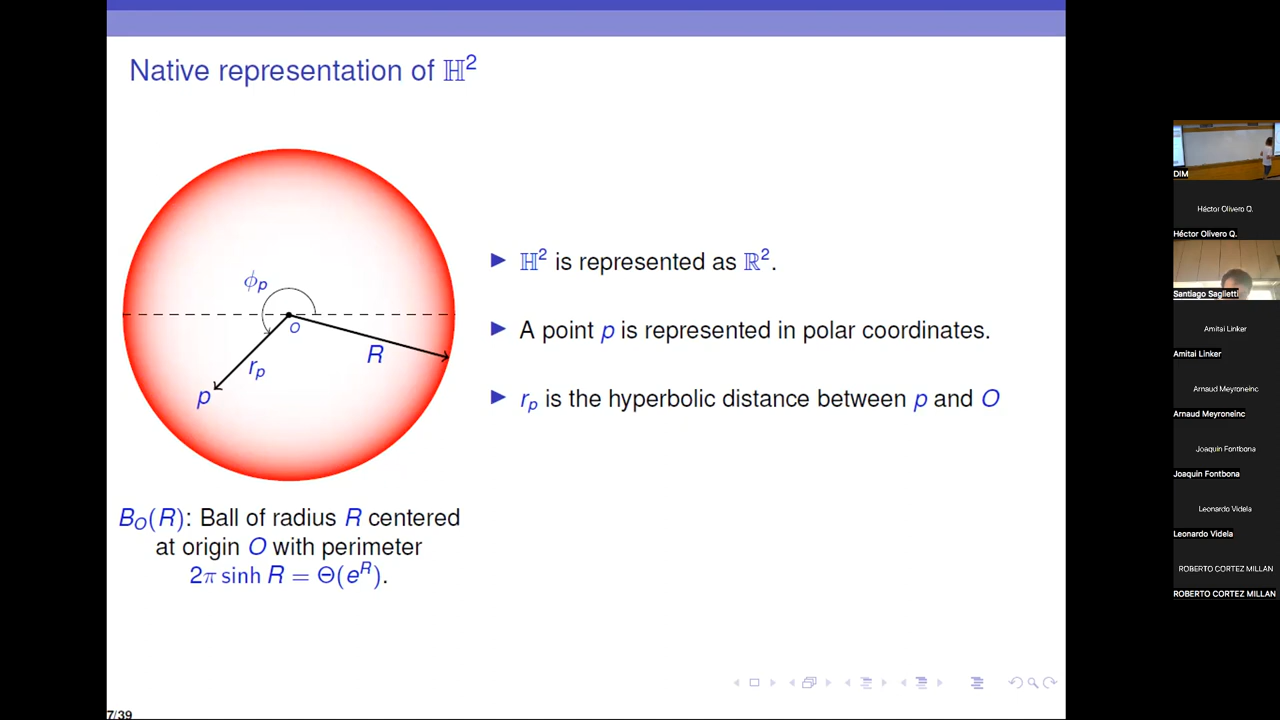 Native representation of ℍ²
ϕp
O
rp
R
p
▶ ℍ² is represented as ℝ².
▶ A point p is represented in polar coordinates.
▶ rp is the hyperbolic distance between p and O
B_O(R): Ball of radius R centered
at origin O with perimeter
2π sinh R = Θ(e^R).
7/39
DIM
Héctor Olivero Q.
Héctor Olivero Q.
Santiago Saglietti
Amitai Linker
Amitai Linker
Arnaud Meyroneinc
Arnaud Meyroneinc
Joaquin Fontbona
Joaquin Fontbona
Leonardo Videla
Leonardo Videla
ROBERTO CORTEZ MILLAN
ROBERTO CORTEZ MILLAN